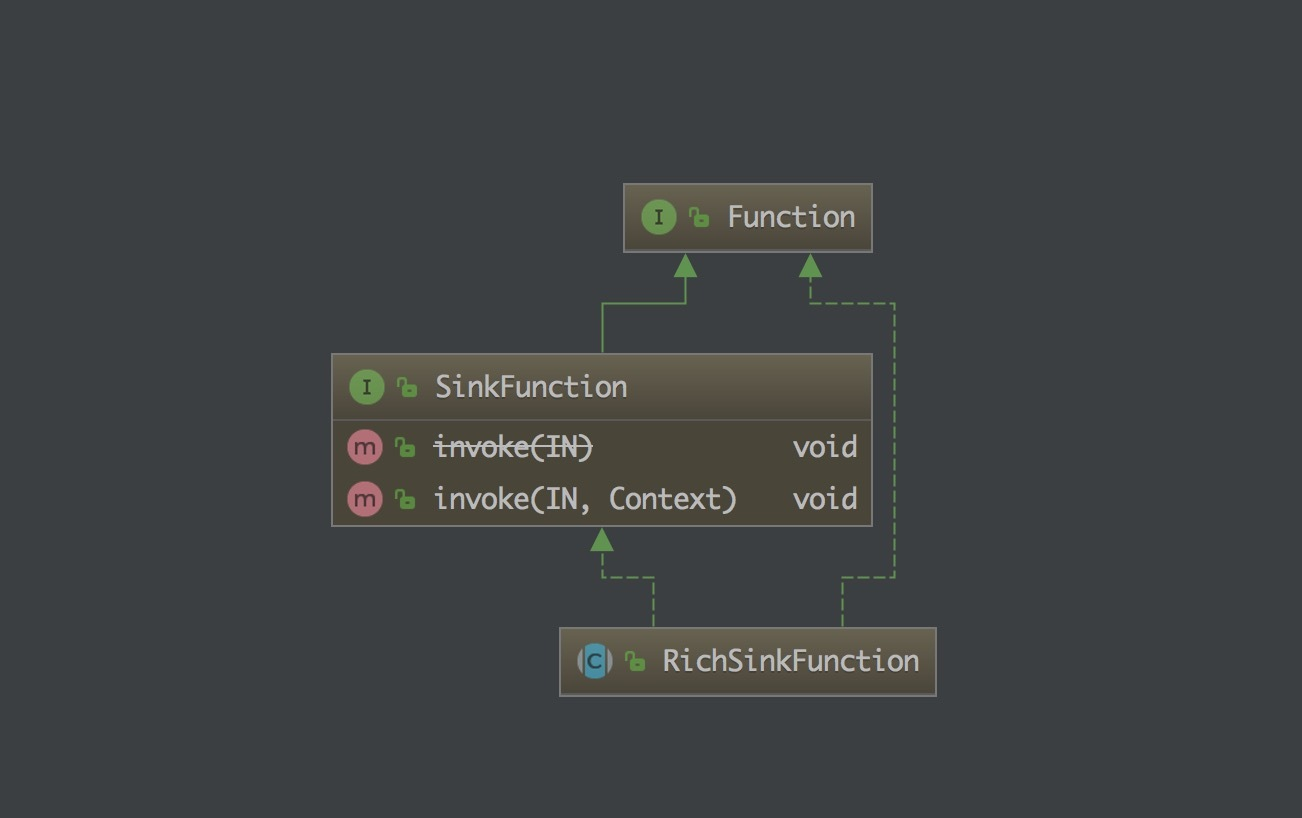 I Function
I SinkFunction
m invoke(IN) void
m invoke(IN, Context) void
C RichSinkFunction